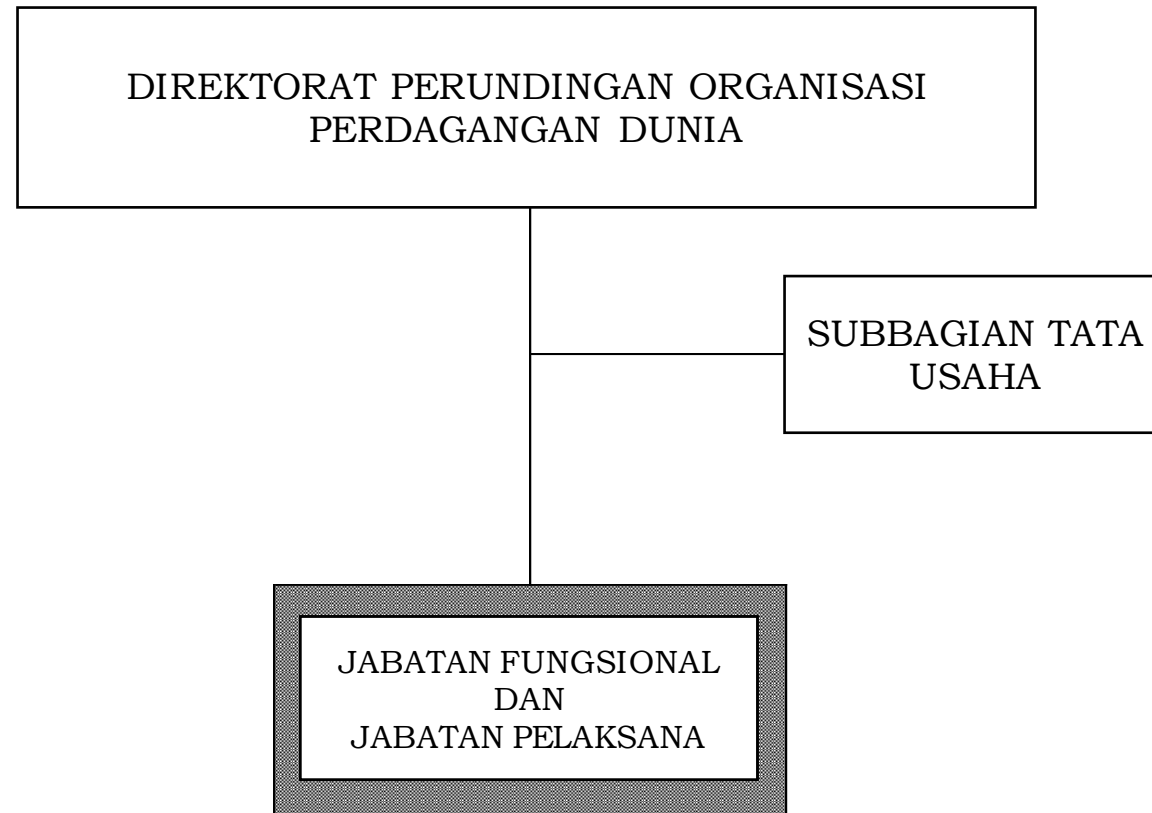 DIREKTORAT PERUNDINGAN ORGANISASI
PERDAGANGAN DUNIA
SUBBAGIAN TATA
USAHA
JABATAN FUNGSIONAL
DAN
JABATAN PELAKSANA